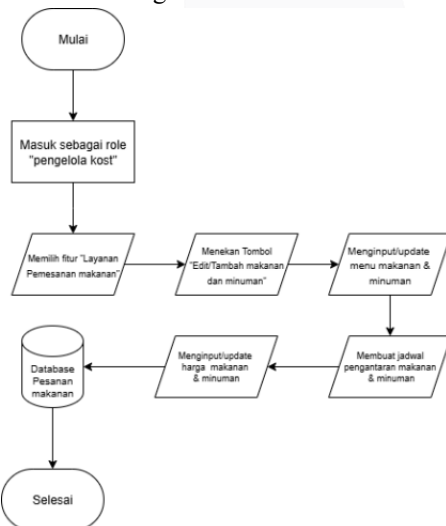 Mulai
Masuk sebagai role
"pengelola kost"
Memilih fitur "Layanan
Pemesanan makanan"
Menekan Tombol
"Edit/Tambah makanan
dan minuman"
Menginput/update
menu makanan &
minuman
Database
Pesanan
makanan
Menginput/update
harga makanan
& minuman
Membuat jadwal
pengantaran makanan
& minuman
Selesai